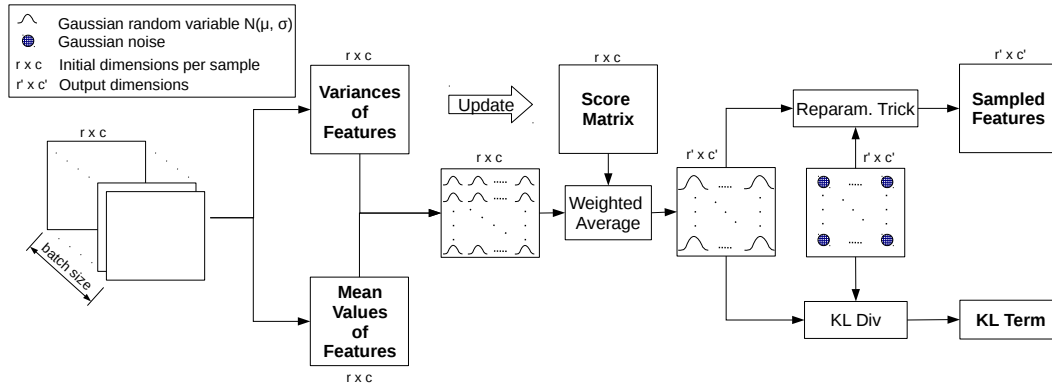 Gaussian random variable N(μ, σ)
Gaussian noise
r x c Initial dimensions per sample
r' x c' Output dimensions
r x c
batch size
r x c
Variances
of
Features
Mean
Values
of
Features
r x c
Update
r x c
.....
.....
.....
.....
r x c
Score
Matrix
Weighted
Average
r' x c'
.....
.....
Reparam. Trick
r' x c'
.....
.....
KL Div
r' x c'
Sampled
Features
KL Term